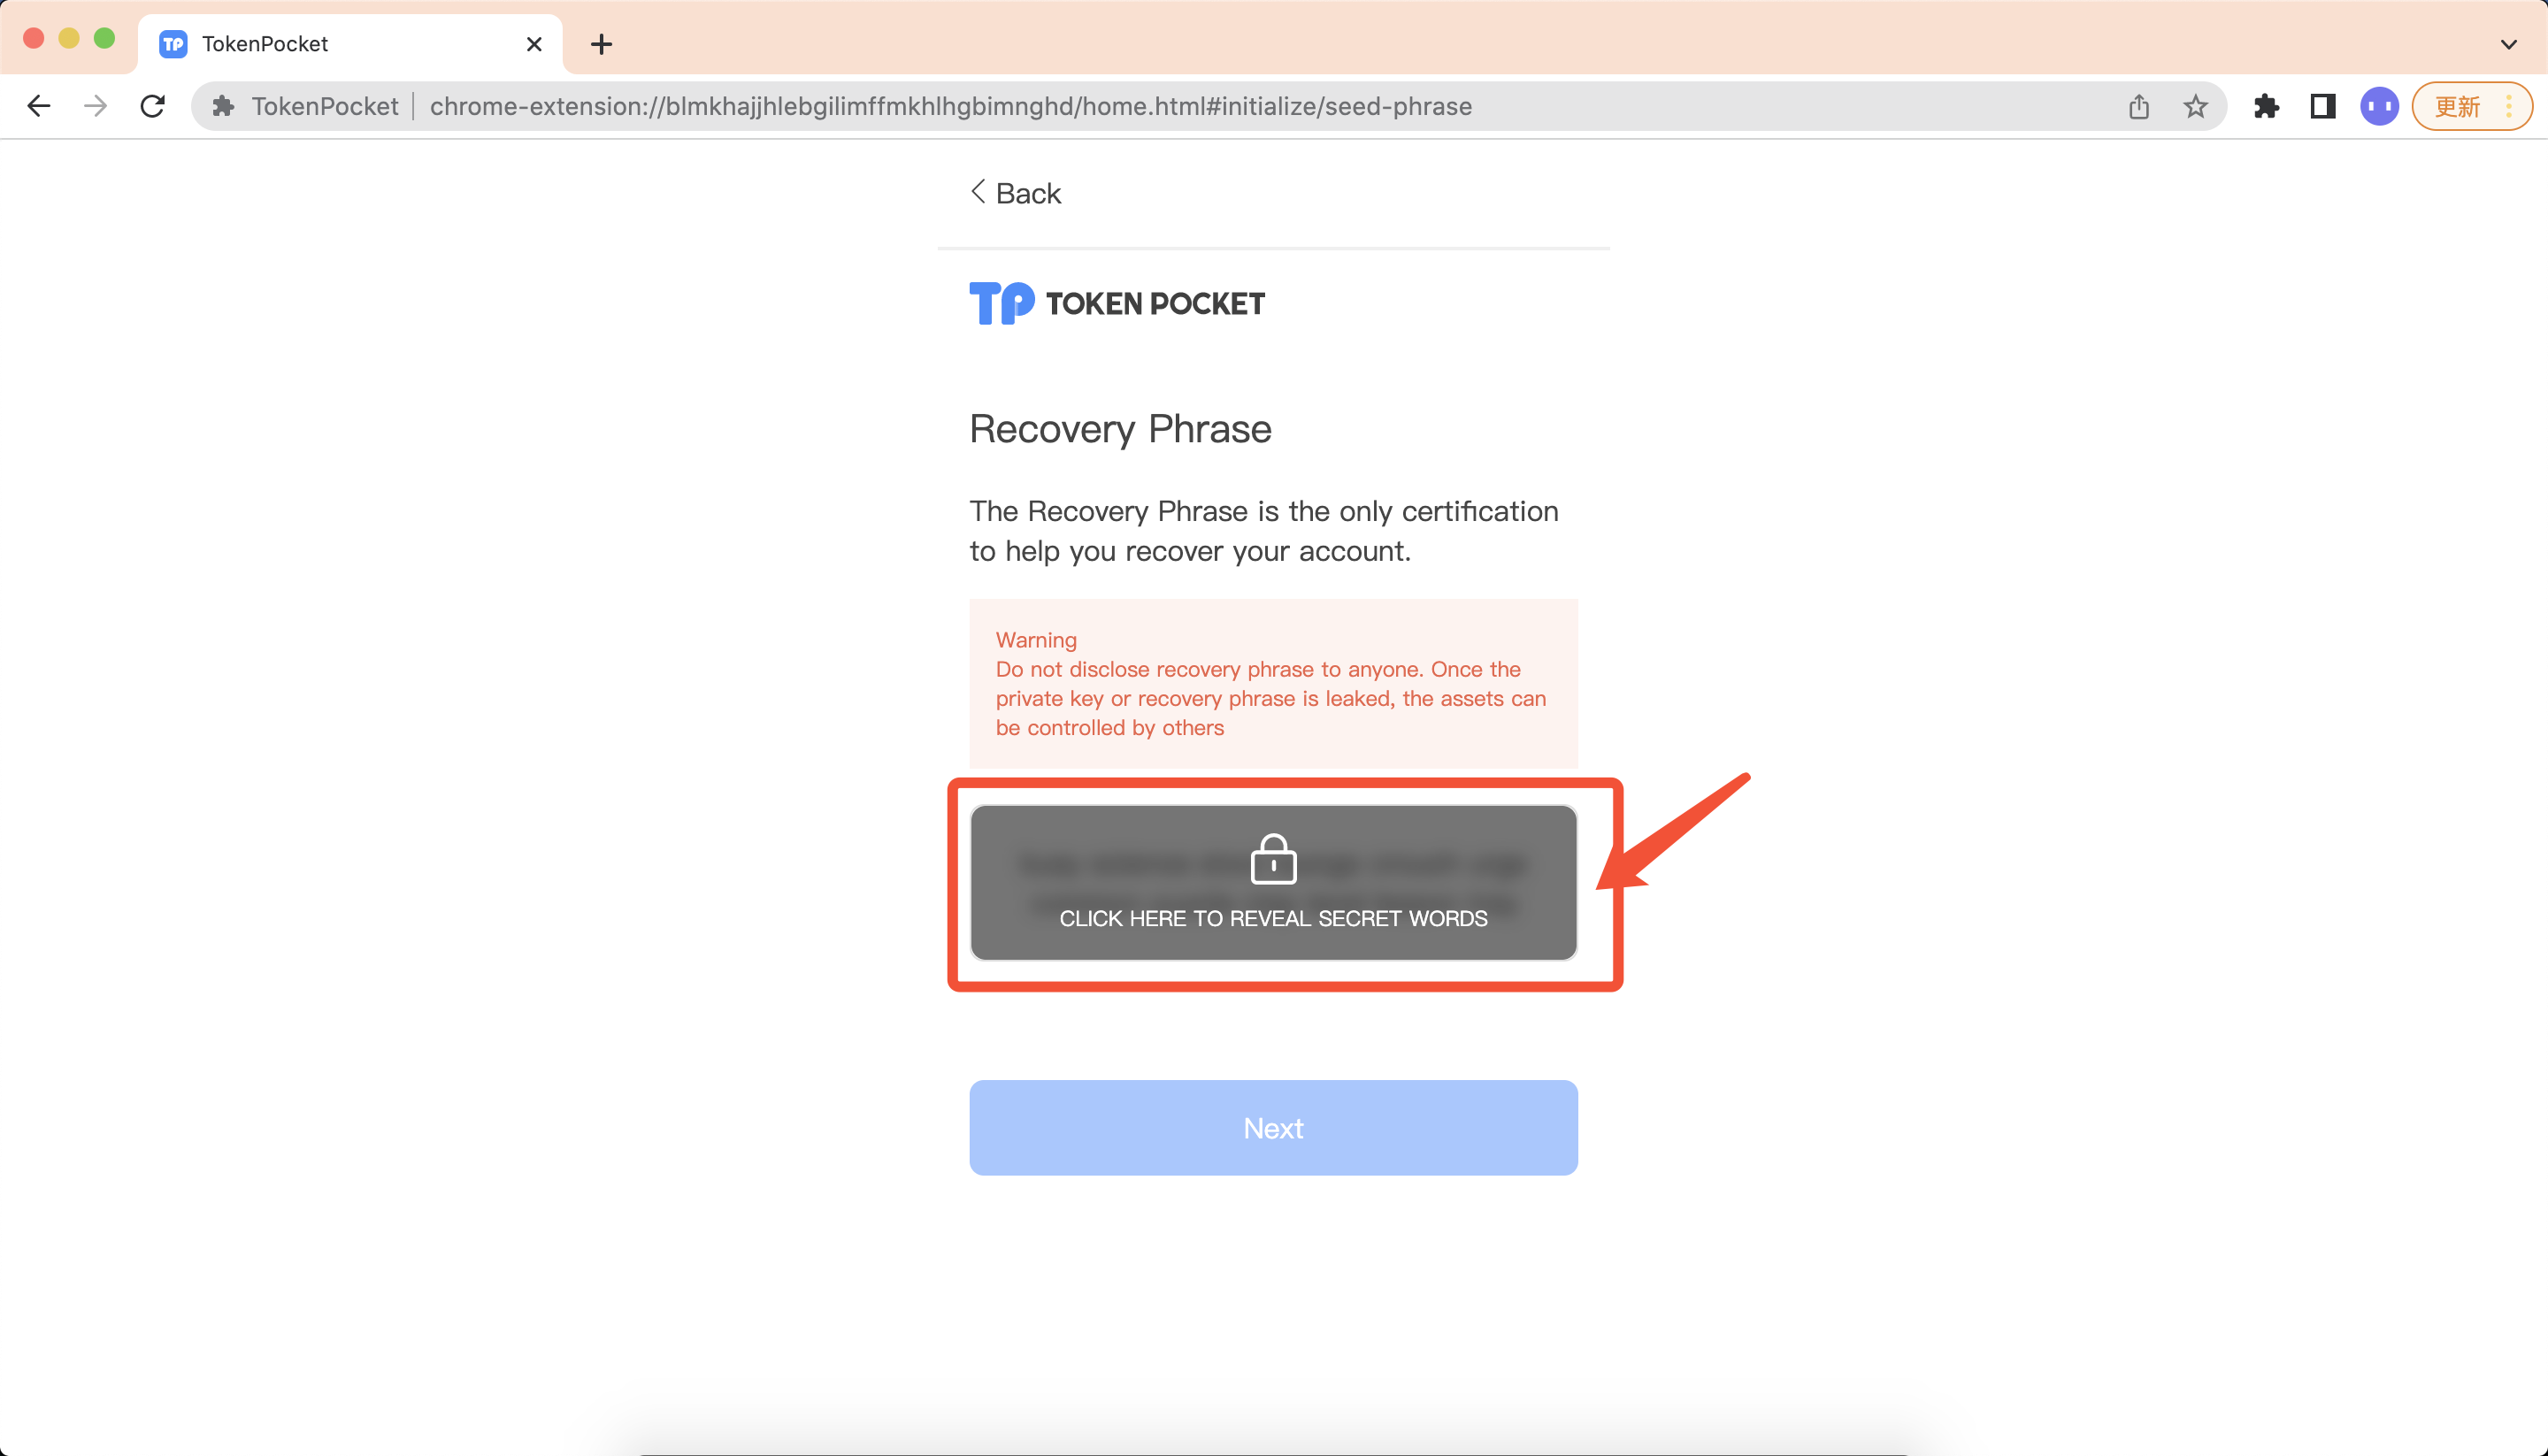 TP TokenPocket
TokenPocket | chrome-extension://blmkhajjhlebgilimffmkhlhgbimnghd/home.html#initialize/seed-phrase 更新
Back
TP TOKEN POCKET
Recovery Phrase
The Recovery Phrase is the only certification
to help you recover your account.
Warning
Do not disclose recovery phrase to anyone. Once the
private key or recovery phrase is leaked, the assets can
be controlled by others
CLICK HERE TO REVEAL SECRET WORDS
Next